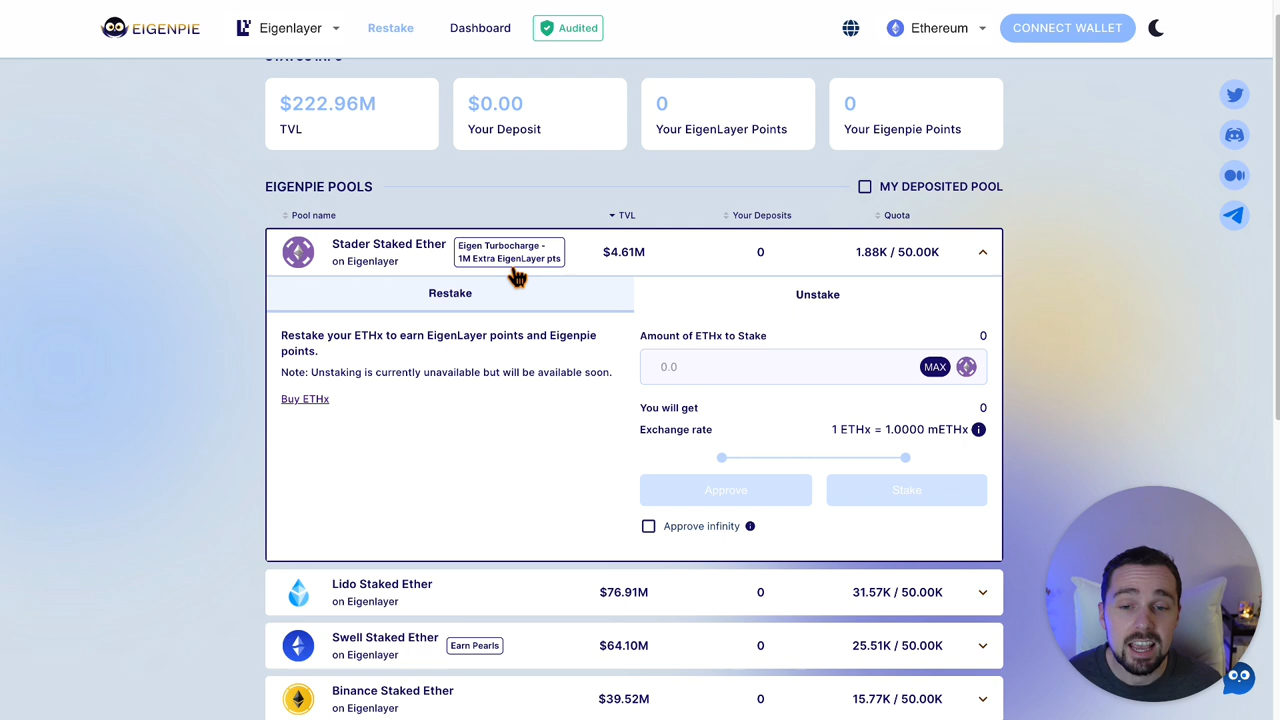 EIGENPIE
Eigenlayer
Restake
Dashboard
Audited
Ethereum
CONNECT WALLET
STATUS INFO
$222.96M
TVL
$0.00
Your Deposit
0
Your EigenLayer Points
0
Your Eigenpie Points
EIGENPIE POOLS
MY DEPOSITED POOL
Pool name
TVL
Your Deposits
Quota
Stader Staked Ether
on Eigenlayer
Eigen Turbocharge -
1M Extra EigenLayer pts
$4.61M
0
1.88K / 50.00K
Restake
Unstake
Restake your ETHx to earn EigenLayer points and Eigenpie
points.
Note: Unstaking is currently unavailable but will be available soon.
Buy ETHx
Amount of ETHx to Stake
0
0.0
MAX
You will get
0
Exchange rate
1 ETHx = 1.0000 mETHx
Approve
Stake
Approve infinity
Lido Staked Ether
on Eigenlayer
$76.91M
0
31.57K / 50.00K
Swell Staked Ether
on Eigenlayer
Earn Pearls
$64.10M
0
25.51K / 50.00K
Binance Staked Ether
on Eigenlayer
$39.52M
0
15.77K / 50.00K